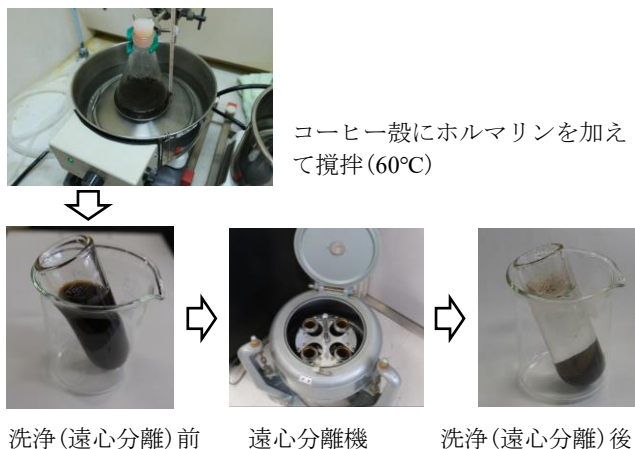 コーヒー殻にホルマリンを加え
て撹拌(60℃)
洗浄(遠心分離)前
遠心分離機
洗浄(遠心分離)後